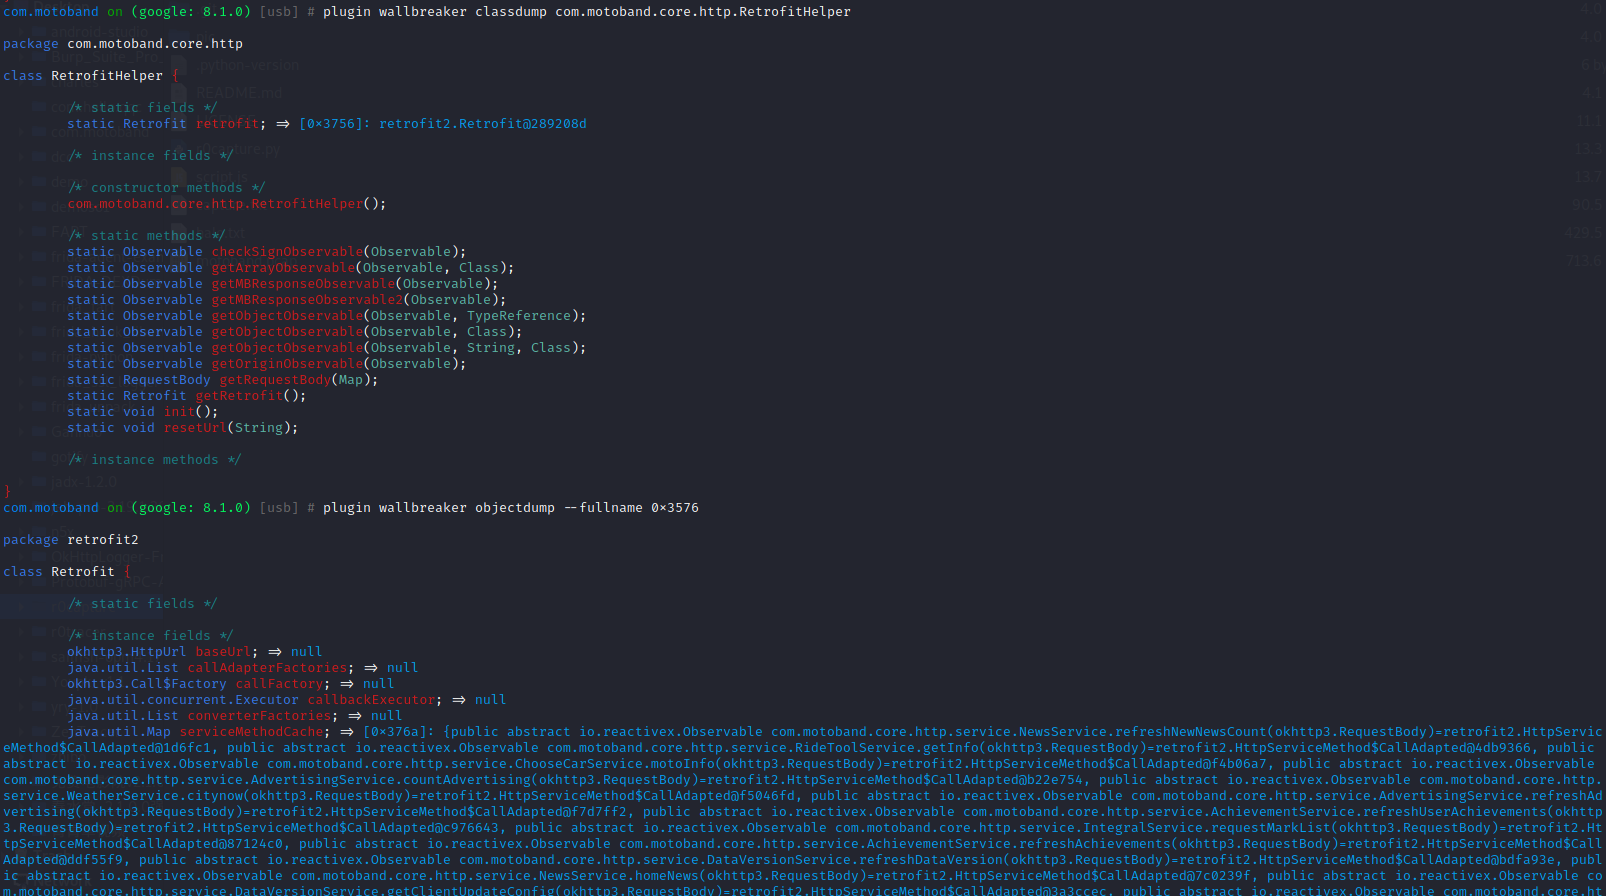 com.motoband on (google: 8.1.0) [usb] # plugin wallbreaker classdump com.motoband.core.http.RetrofitHelper
package com.motoband.core.http
class RetrofitHelper {
/* static fields */
static Retrofit retrofit; => [0x3756]: retrofit2.Retrofit@289208d
/* instance fields */
/* constructor methods */
com.motoband.core.http.RetrofitHelper();
/* static methods */
static Observable checkSignObservable(Observable);
static Observable getArrayObservable(Observable, Class);
static Observable getMBResponseObservable(Observable);
static Observable getMBResponseObservable2(Observable);
static Observable getObjectObservable(Observable, TypeReference);
static Observable getObjectObservable(Observable, Class);
static Observable getObjectObservable(Observable, String, Class);
static Observable getOriginObservable(Observable);
static RequestBody getRequestBody(Map);
static Retrofit getRetrofit();
static void init();
static void resetUrl(String);
/* instance methods */
}
com.motoband on (google: 8.1.0) [usb] # plugin wallbreaker objectdump --fullname 0x3576
package retrofit2
class Retrofit {
/* static fields */
/* instance fields */
okhttp3.HttpUrl baseUrl; => null
java.util.List callAdapterFactories; => null
okhttp3.Call$Factory callFactory; => null
java.util.concurrent.Executor callbackExecutor; => null
java.util.List converterFactories; => null
java.util.Map serviceMethodCache; => [0x376a]: {public abstract io.reactivex.Observable com.motoband.core.http.service.NewsService.refreshNewNewsCount(okhttp3.RequestBody)=retrofit2.HttpServic
eMethod$CallAdapted@1d6fc1, public abstract io.reactivex.Observable com.motoband.core.http.service.RideToolService.getInfo(okhttp3.RequestBody)=retrofit2.HttpServiceMethod$CallAdapted@4db9366, public
abstract io.reactivex.Observable com.motoband.core.http.service.ChooseCarService.motoInfo(okhttp3.RequestBody)=retrofit2.HttpServiceMethod$CallAdapted@f4b06a7, public abstract io.reactivex.Observable
com.motoband.core.http.service.AdvertisingService.countAdvertising(okhttp3.RequestBody)=retrofit2.HttpServiceMethod$CallAdapted@b22e754, public abstract io.reactivex.Observable com.motoband.core.http.
service.WeatherService.citynow(okhttp3.RequestBody)=retrofit2.HttpServiceMethod$CallAdapted@f5046fd, public abstract io.reactivex.Observable com.motoband.core.http.service.AdvertisingService.refreshAd
vertising(okhttp3.RequestBody)=retrofit2.HttpServiceMethod$CallAdapted@f7d7ff2, public abstract io.reactivex.Observable com.motoband.core.http.service.AchievementService.refreshUserAchievements(okhttp
3.RequestBody)=retrofit2.HttpServiceMethod$CallAdapted@c976643, public abstract io.reactivex.Observable com.motoband.core.http.service.IntegralService.requestMarkList(okhttp3.RequestBody)=retrofit2.Ht
tpServiceMethod$CallAdapted@87124c0, public abstract io.reactivex.Observable com.motoband.core.http.service.AchievementService.refreshAchievements(okhttp3.RequestBody)=retrofit2.HttpServiceMethod$Call
Adapted@ddf55f9, public abstract io.reactivex.Observable com.motoband.core.http.service.DataVersionService.refreshDataVersion(okhttp3.RequestBody)=retrofit2.HttpServiceMethod$CallAdapted@bdfa93e, publ
ic abstract io.reactivex.Observable com.motoband.core.http.service.NewsService.homeNews(okhttp3.RequestBody)=retrofit2.HttpServiceMethod$CallAdapted@7c0239f, public abstract io.reactivex.Observable co
m.motoband.core.http.service.DataVersionService.getClientUpdateConfig(okhttp3.RequestBody)=retrofit2.HttpServiceMethod$CallAdapted@3a3ccec, public abstract io.reactivex.Observable com.motoband.core.ht